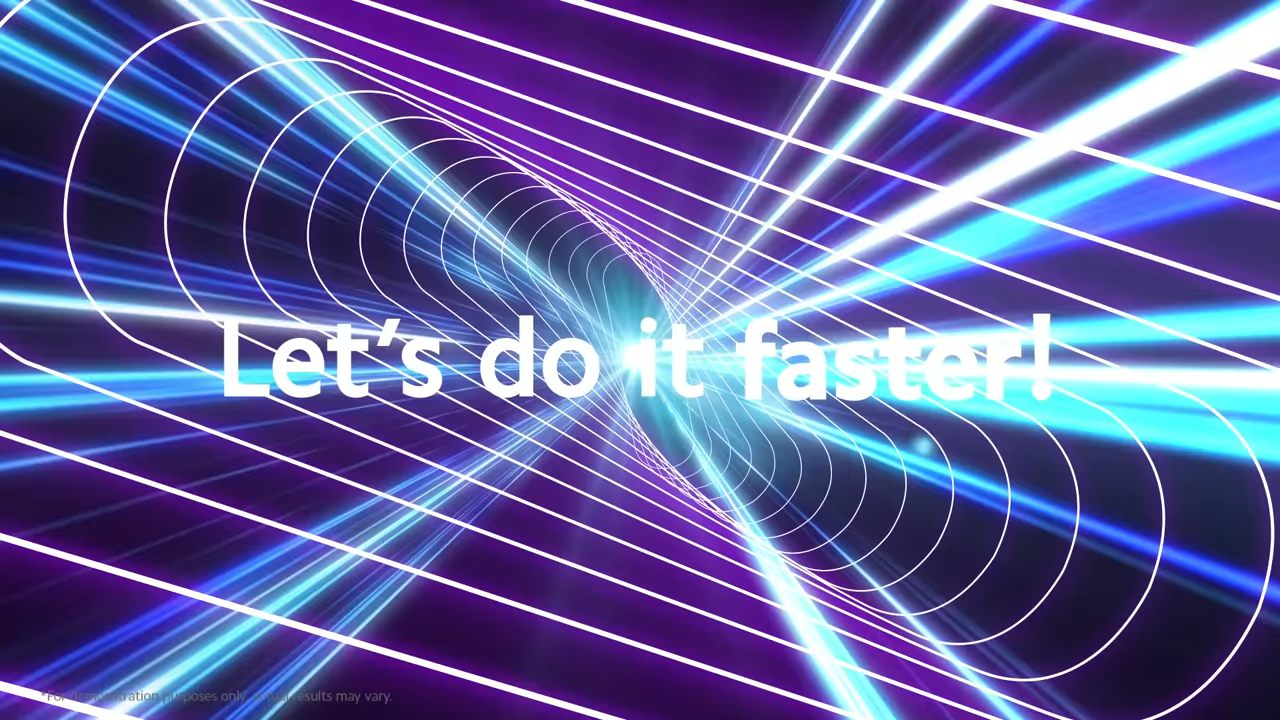 Let’s do it faster!
*For demonstration purposes only. Actual results may vary.